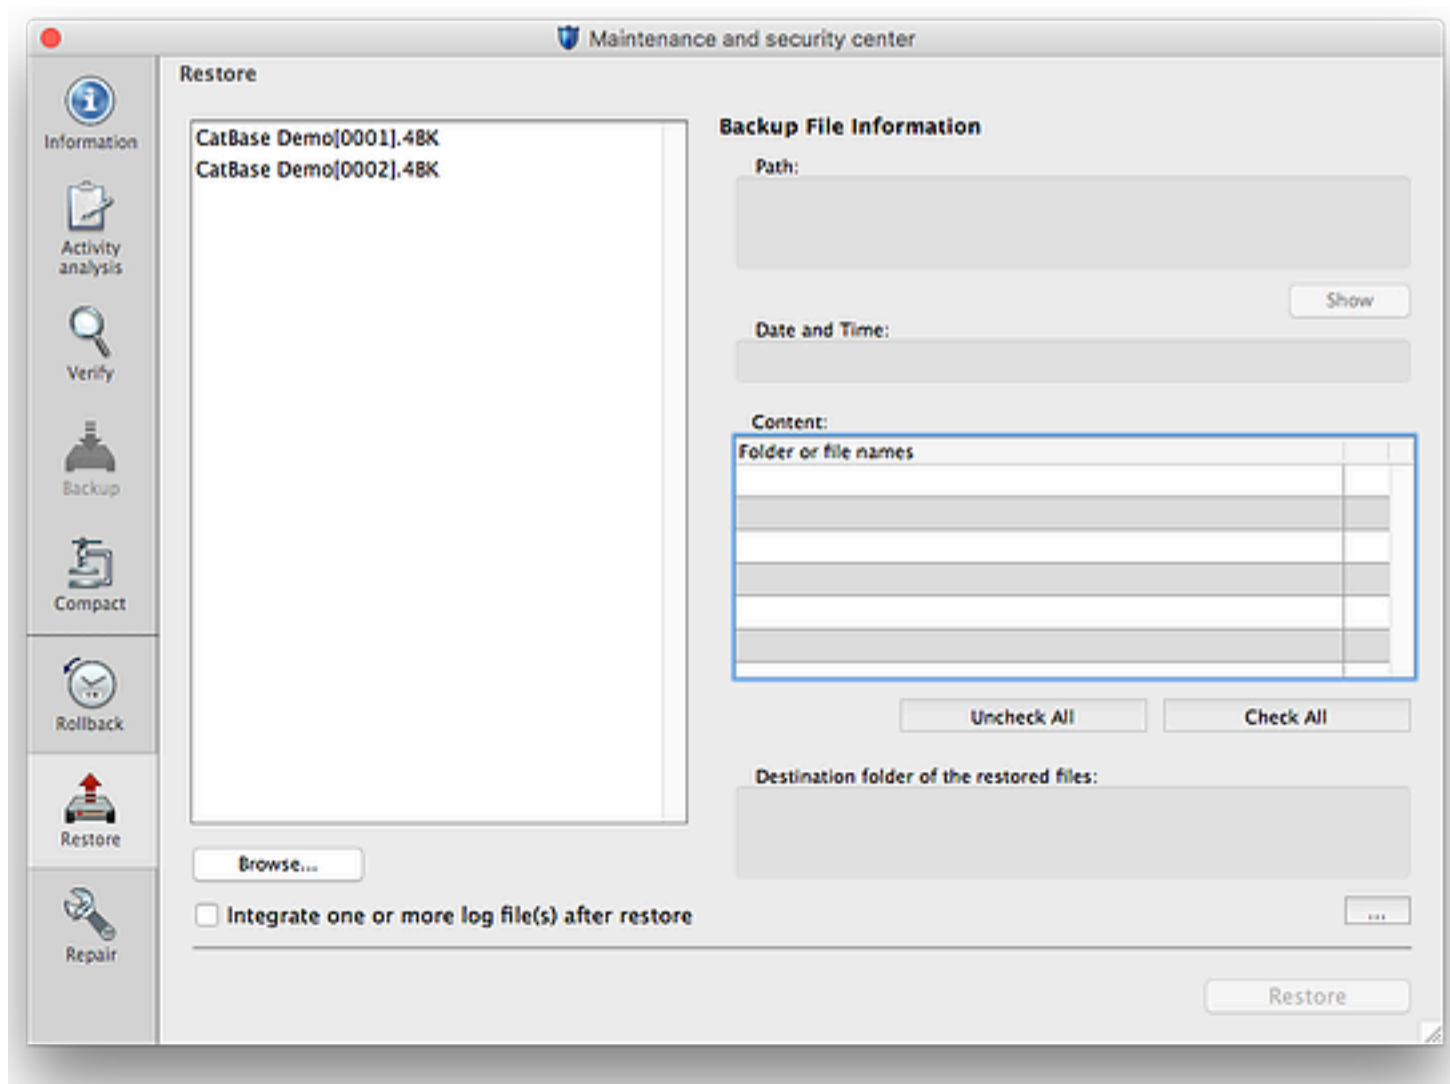 Maintenance and security center
Information
Activity
analysis
Verify
Backup
Compact
Rollback
Restore
Repair
Restore
CatBase Demo[0001].4BK
CatBase Demo[0002].4BK
Browse...
Integrate one or more log file(s) after restore
Backup File Information
Path:
Show
Date and Time:
Content:
Folder or file names
Uncheck All
Check All
Destination folder of the restored files:
...
Restore